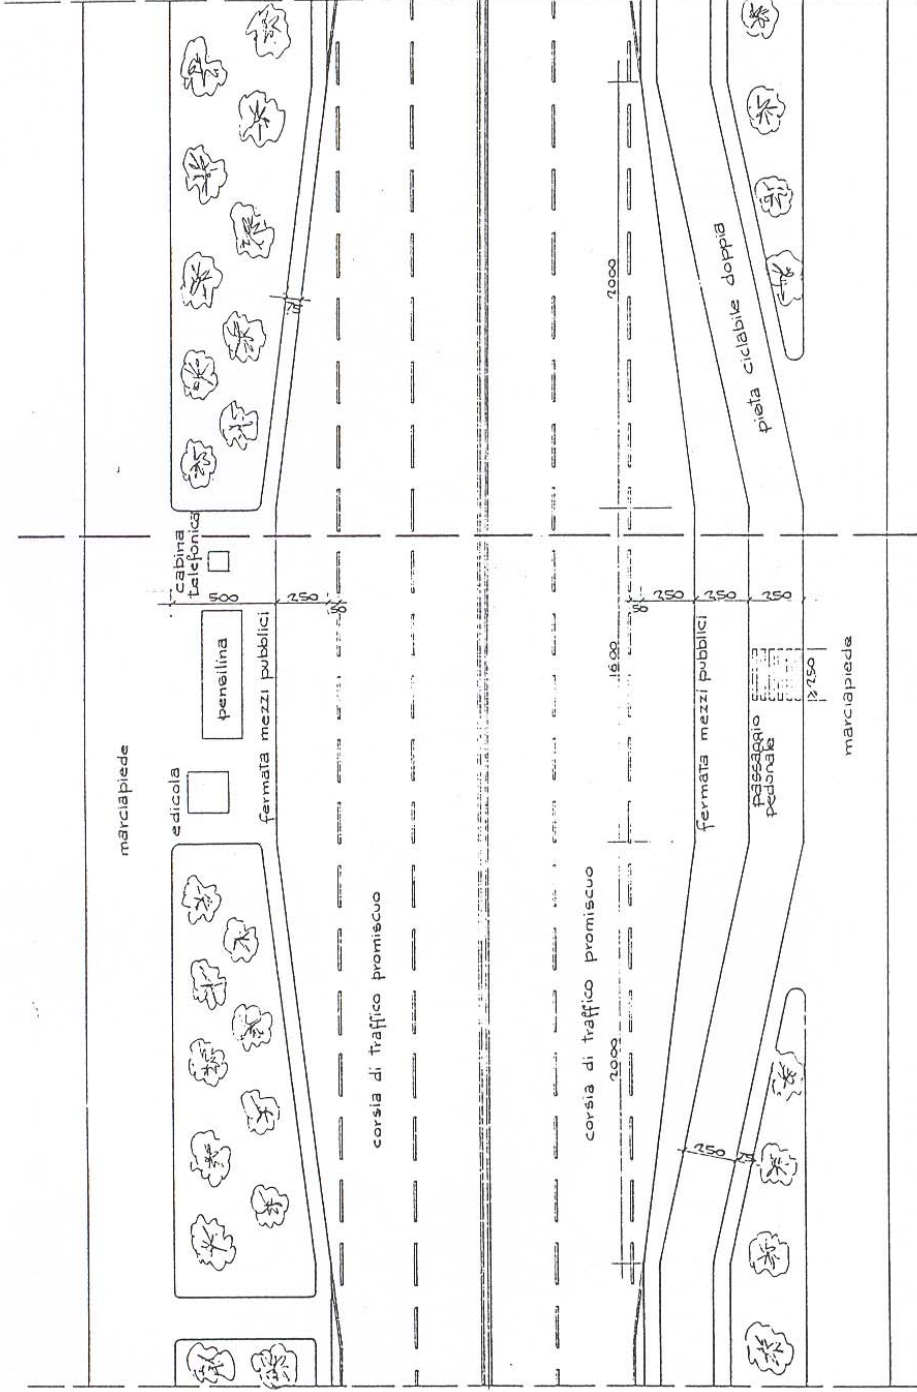 2000
pista ciclabile doppia
cabina
telefonica
500
250
50
50
250
250
250
pensilina
fermata mezzi pubblici
1600
fermata mezzi pubblici
≥250
marciapiede
marciapiede
edicola
passaggio
pedonale
corsia di traffico promiscuo
corsia di traffico promiscuo
2000
250